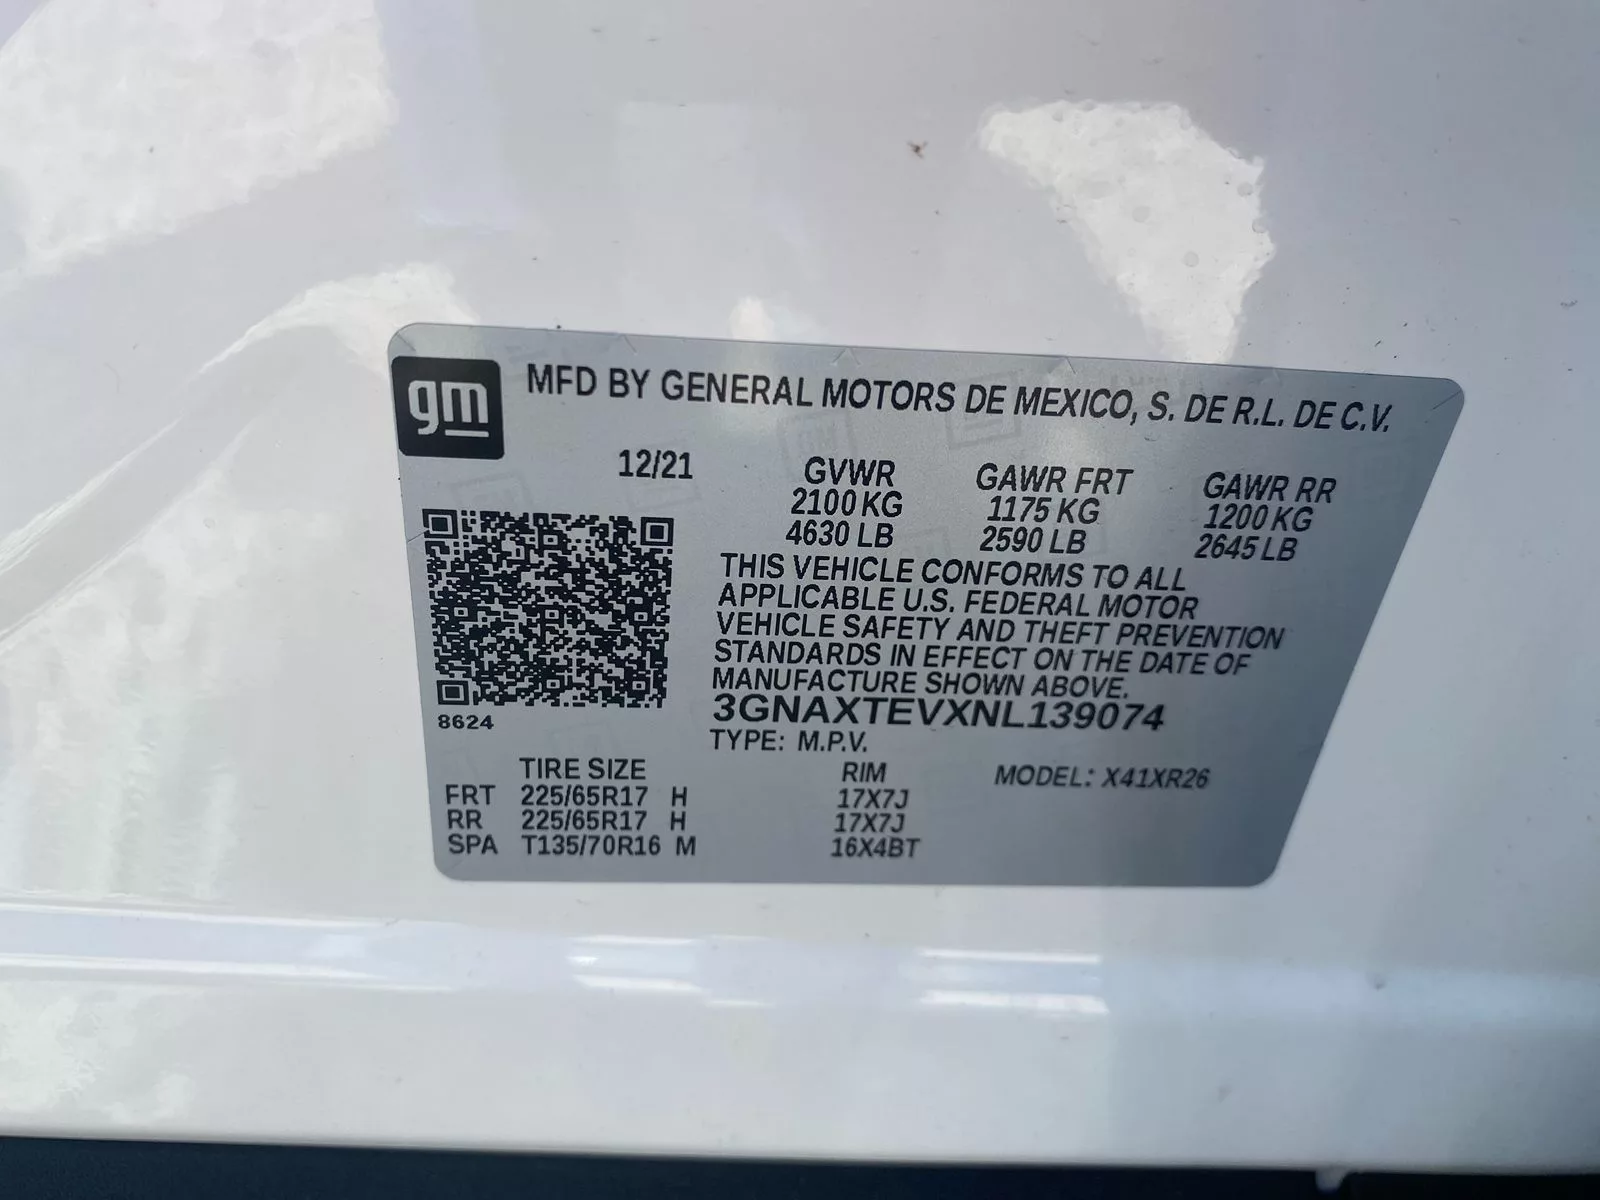 gm
MFD BY GENERAL MOTORS DE MEXICO, S. DE R.L. DE C.V.
12/21 GVWR GAWR FRT GAWR RR
2100 KG 1175 KG 1200 KG
4630 LB 2590 LB 2645 LB
THIS VEHICLE CONFORMS TO ALL
APPLICABLE U.S. FEDERAL MOTOR
VEHICLE SAFETY AND THEFT PREVENTION
STANDARDS IN EFFECT ON THE DATE OF
MANUFACTURE SHOWN ABOVE.
8624 3GNAXTEVXNL139074
TYPE: M.P.V.
TIRE SIZE RIM MODEL: X41XR26
FRT 225/65R17 H 17X7J
RR 225/65R17 H 17X7J
SPA T135/70R16 M 16X4BT